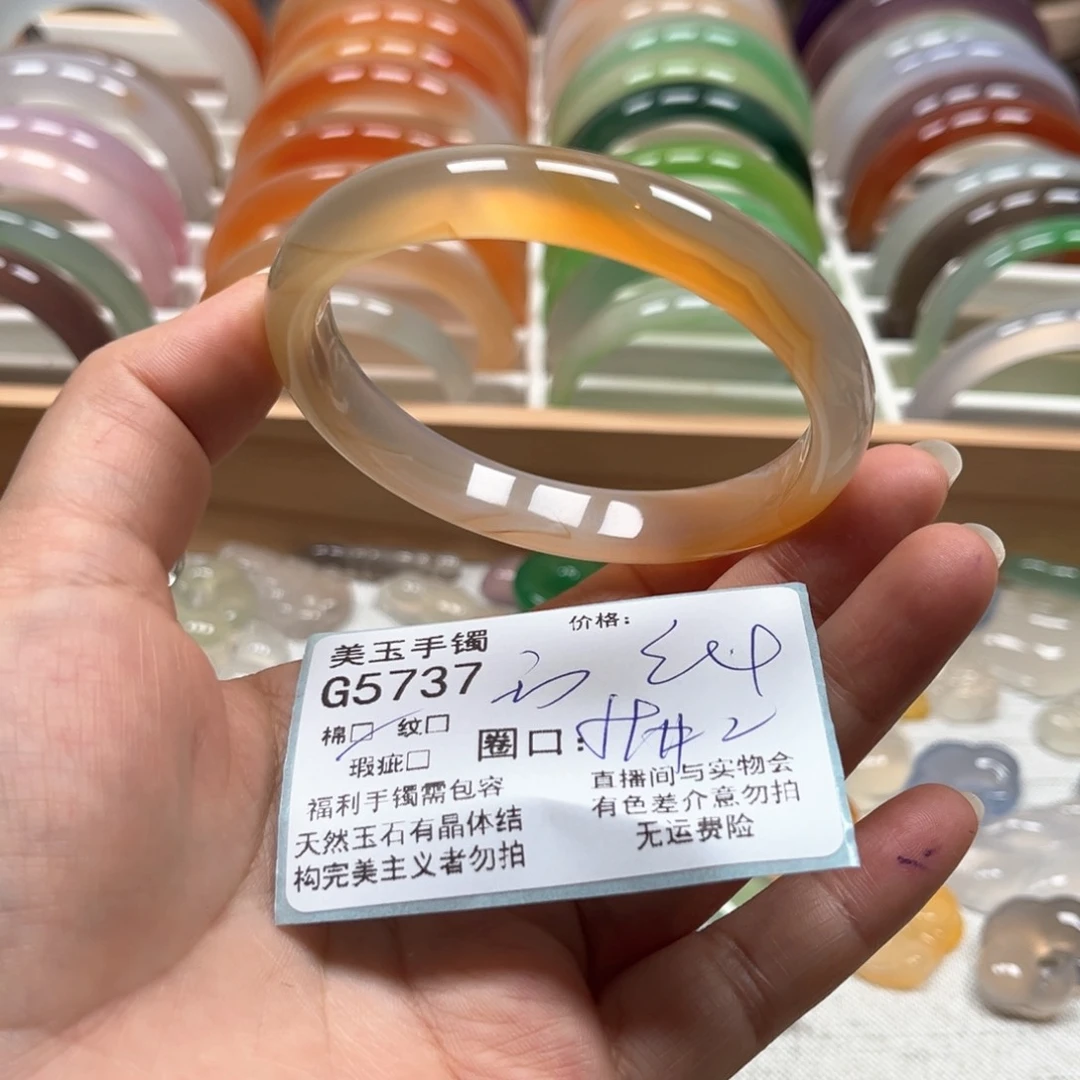 美玉手镯
价格:
G5737
棉□ 纹□
瑕疵□
圈口:
福利手镯需包容
天然玉石有晶体结
构完美主义者勿拍
直播间与实物会
有色差介意勿拍
无运费险